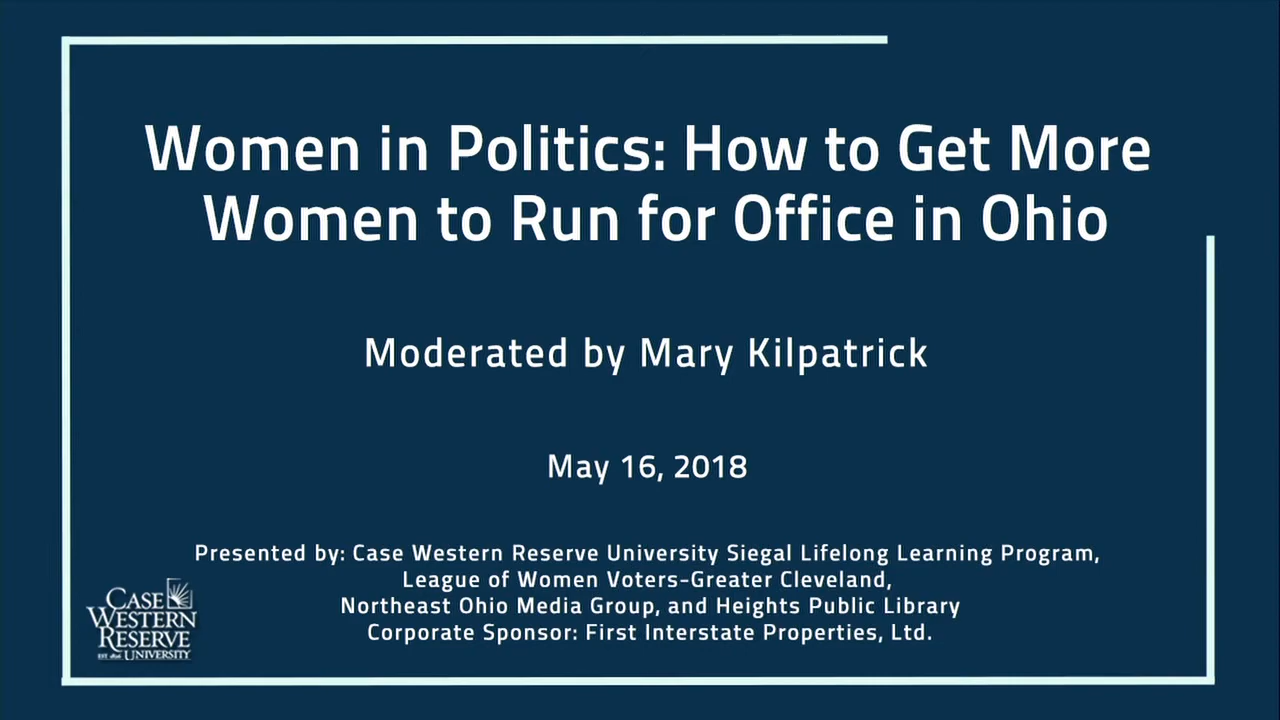 Women in Politics: How to Get More
Women to Run for Office in Ohio
Moderated by Mary Kilpatrick
May 16, 2018
Presented by: Case Western Reserve University Siegal Lifelong Learning Program,
League of Women Voters-Greater Cleveland,
Northeast Ohio Media Group, and Heights Public Library
Corporate Sponsor: First Interstate Properties, Ltd.
CASE
WESTERN
RESERVE
UNIVERSITY